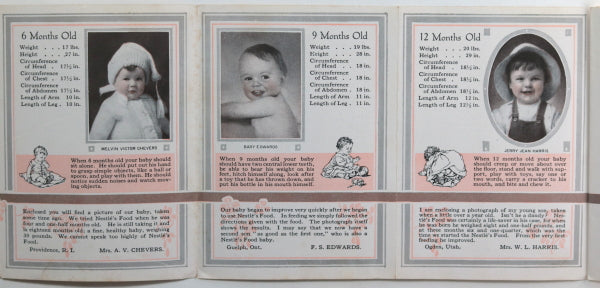 6 Months Old
Weight . . . 17 lbs.
Height . . . 27 in.
Circumference
of Head . 17½ in.
Circumference
of Chest . 17½ in.
Circumference
of Abdomen 17½ in.
Length of Arm 10 in.
Length of Leg 18 in.
MELVIN VICTOR CHEVERS
When 6 months old your baby should
sit alone. He should put out his hand
to grasp simple objects, like a ball or
spoon, and play with them. He should
notice sudden noises and watch mov-
ing objects.
Enclosed you will find a picture of our baby, taken
some time ago. We tried Nestlé's Food when he was
four and one-half months old. He is still taking it and
is eighteen months old; a fine, healthy baby, weighing
pounds. We cannot speak too highly of Nestlé's
Food.
Providence, R. I. Mrs. A. V. CHEVERS.
9 Months Old
Weight . . . 19 lbs.
Height . . . 28 in.
Circumference
of Head . 18 in.
Circumference
of Chest . 18 in.
Circumference
of Abdomen 18 in.
Length of Arm 11 in.
Length of Leg . 11 in.
BABY EDWARDS
When 9 months old your baby
should have two central lower teeth,
be able to bear his weight on his
feet, hitch himself along, look after
a toy that he has thrown down, and
put his bottle in his mouth himself.
Our baby began to improve very quickly after we began
to use Nestlé's Food. In feeding we simply followed the
directions given with the food. The photograph itself
shows the results. I may say that we now have a
second son "as good as the first one," who is also a
Nestlé's Food baby.
Guelph, Ont. F. S. EDWARDS.
12 Months Old
Weight . . . 20 lbs.
Height . . . 29 in.
Circumference
of Head . 18½ in.
Circumference
of Chest . 18½ in.
Circumference
of Abdomen 18½ in.
Length of Arm 12 in.
Length of Leg 12½ in.
JERRY JEAN HARRIS
When 12 months old your baby should
creep or move about over the
floor, stand and walk with sup-
port, play with toys, say one or
two words, carry a cracker to his
mouth, and bite and chew it.
I am enclosing a photograph of my young son, taken
when a little over a year old. Isn't he a dandy? Nes-
tlé's Food was certainly a life-saver in his case, for when
he was born he weighed eight and one-half pounds, and
at three months six and one-quarter, which was the
time we commenced using Nestlé's Food. From the very
first feeding he improved.
Ogden, Utah. Mrs. W. L. HARRIS.